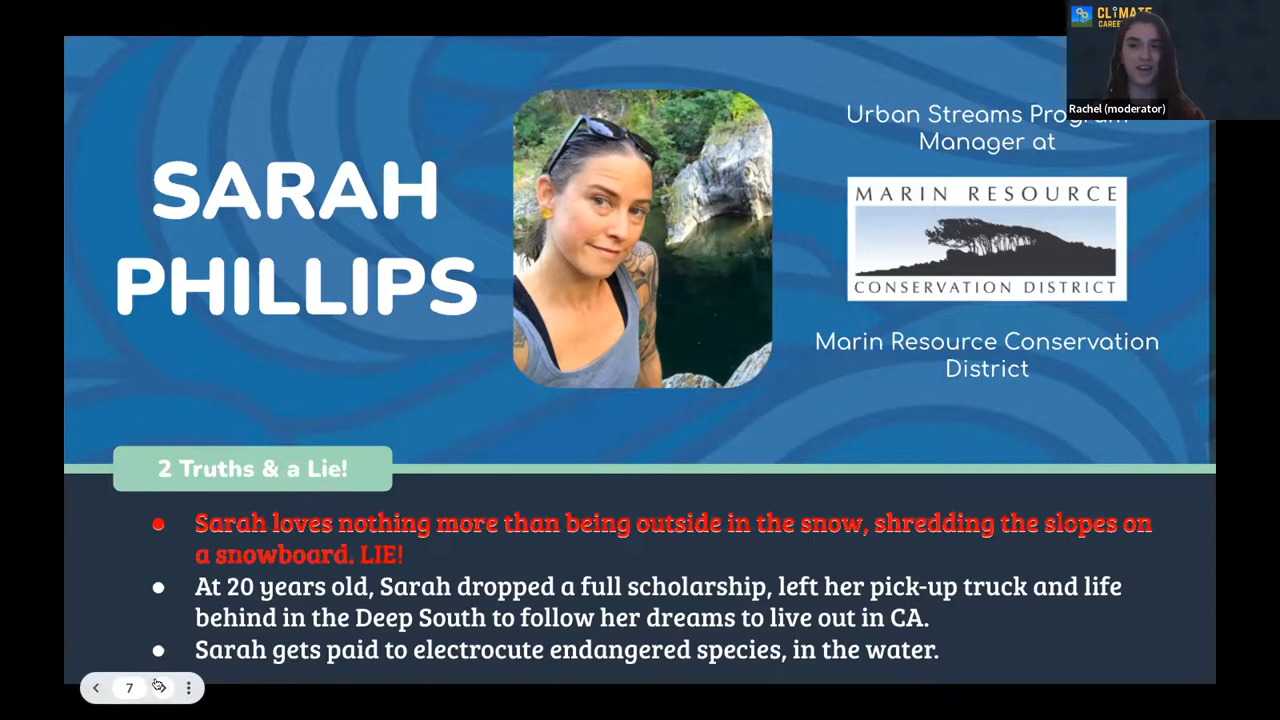 CLiMATE
Rachel (moderator)
Urban Streams Program
Manager at
SARAH
PHILLIPS
MARIN RESOURCE
CONSERVATION DISTRICT
Marin Resource Conservation
District
2 Truths & a Lie!
● Sarah loves nothing more than being outside in the snow, shredding the slopes on
a snowboard. LIE!
● At 20 years old, Sarah dropped a full scholarship, left her pick-up truck and life
behind in the Deep South to follow her dreams to live out in CA.
● Sarah gets paid to electrocute endangered species, in the water.
7